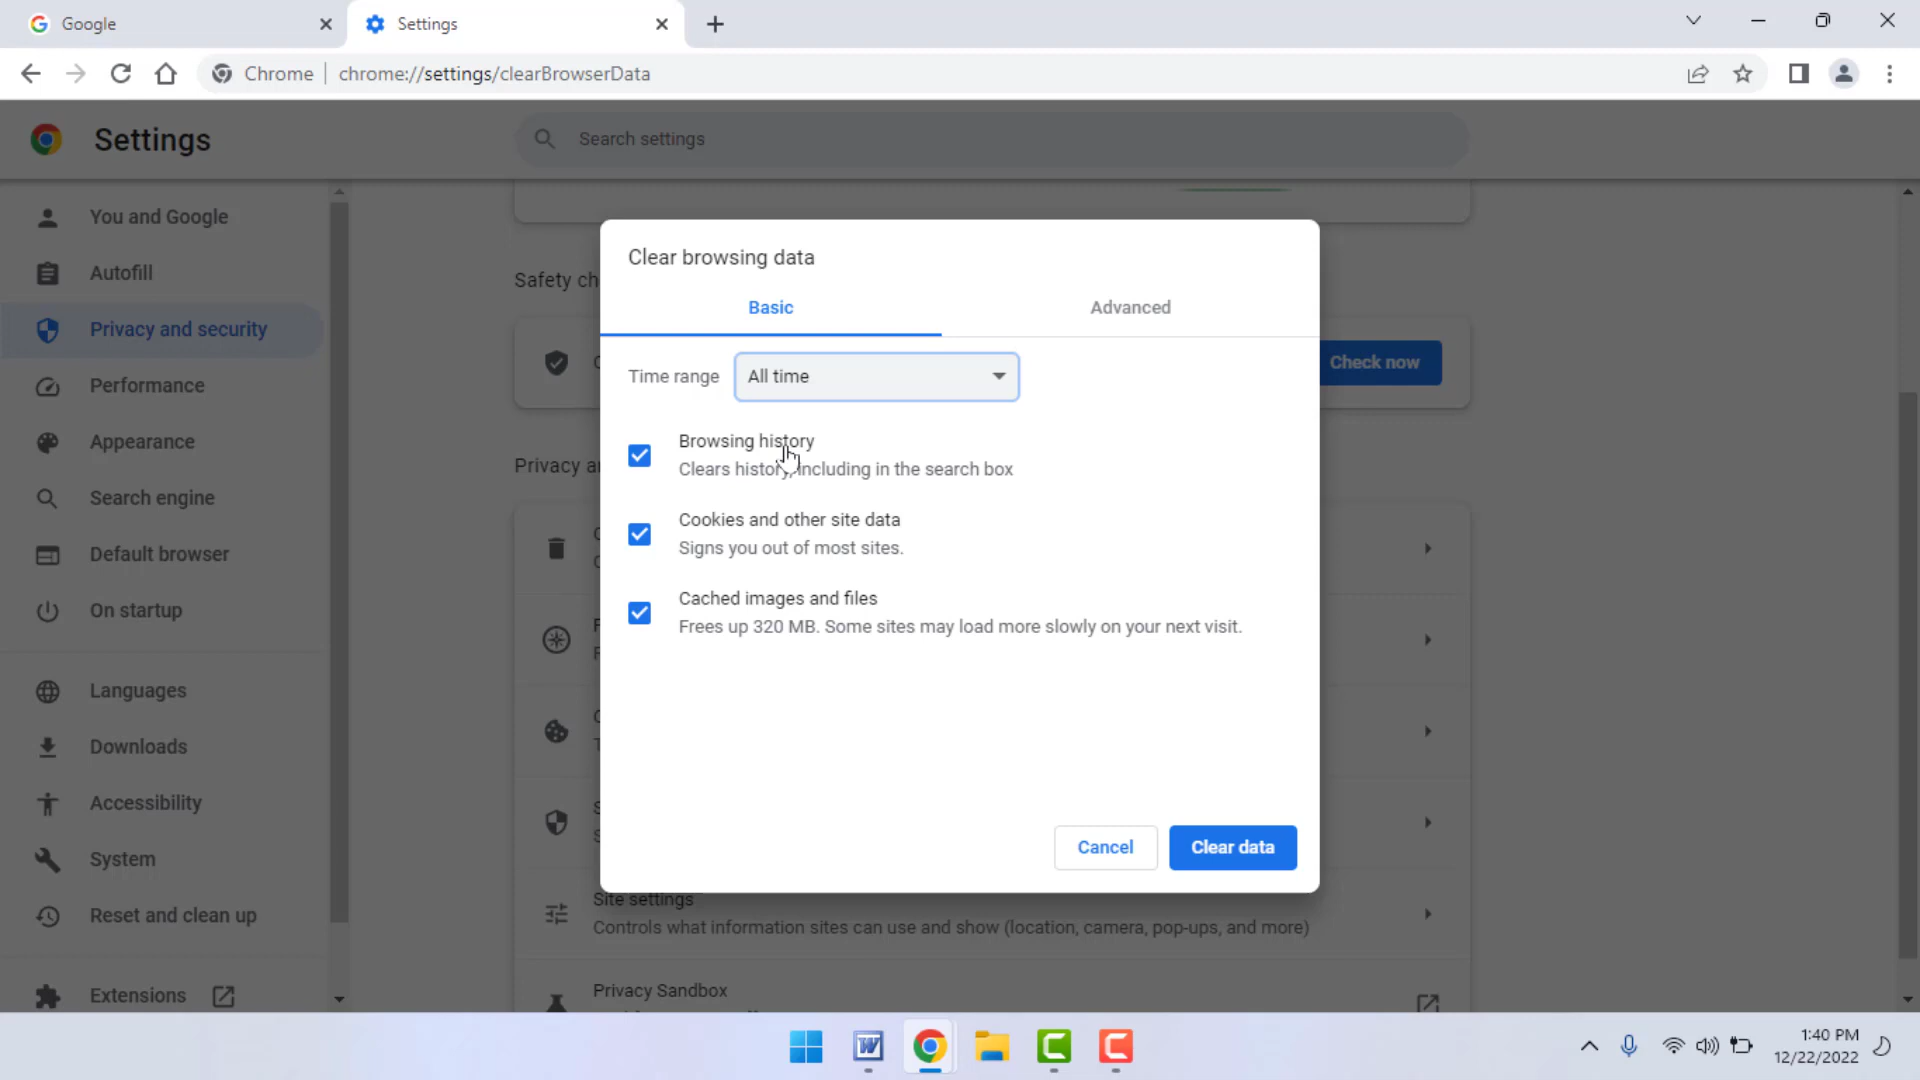 Google
Settings
Chrome
chrome://settings/clearBrowserData
Settings
Search settings
You and Google
Autofill
Privacy and security
Performance
Appearance
Search engine
Default browser
On startup
Languages
Downloads
Accessibility
System
Reset and clean up
Extensions
Safety ch
Check now
Privacy a
Clear browsing data
Basic
Advanced
Time range
All time
Browsing history
Clears history, including in the search box
Cookies and other site data
Signs you out of most sites.
Cached images and files
Frees up 320 MB. Some sites may load more slowly on your next visit.
Cancel
Clear data
Site settings
Controls what information sites can use and show (location, camera, pop-ups, and more)
Privacy Sandbox
1:40 PM
12/22/2022